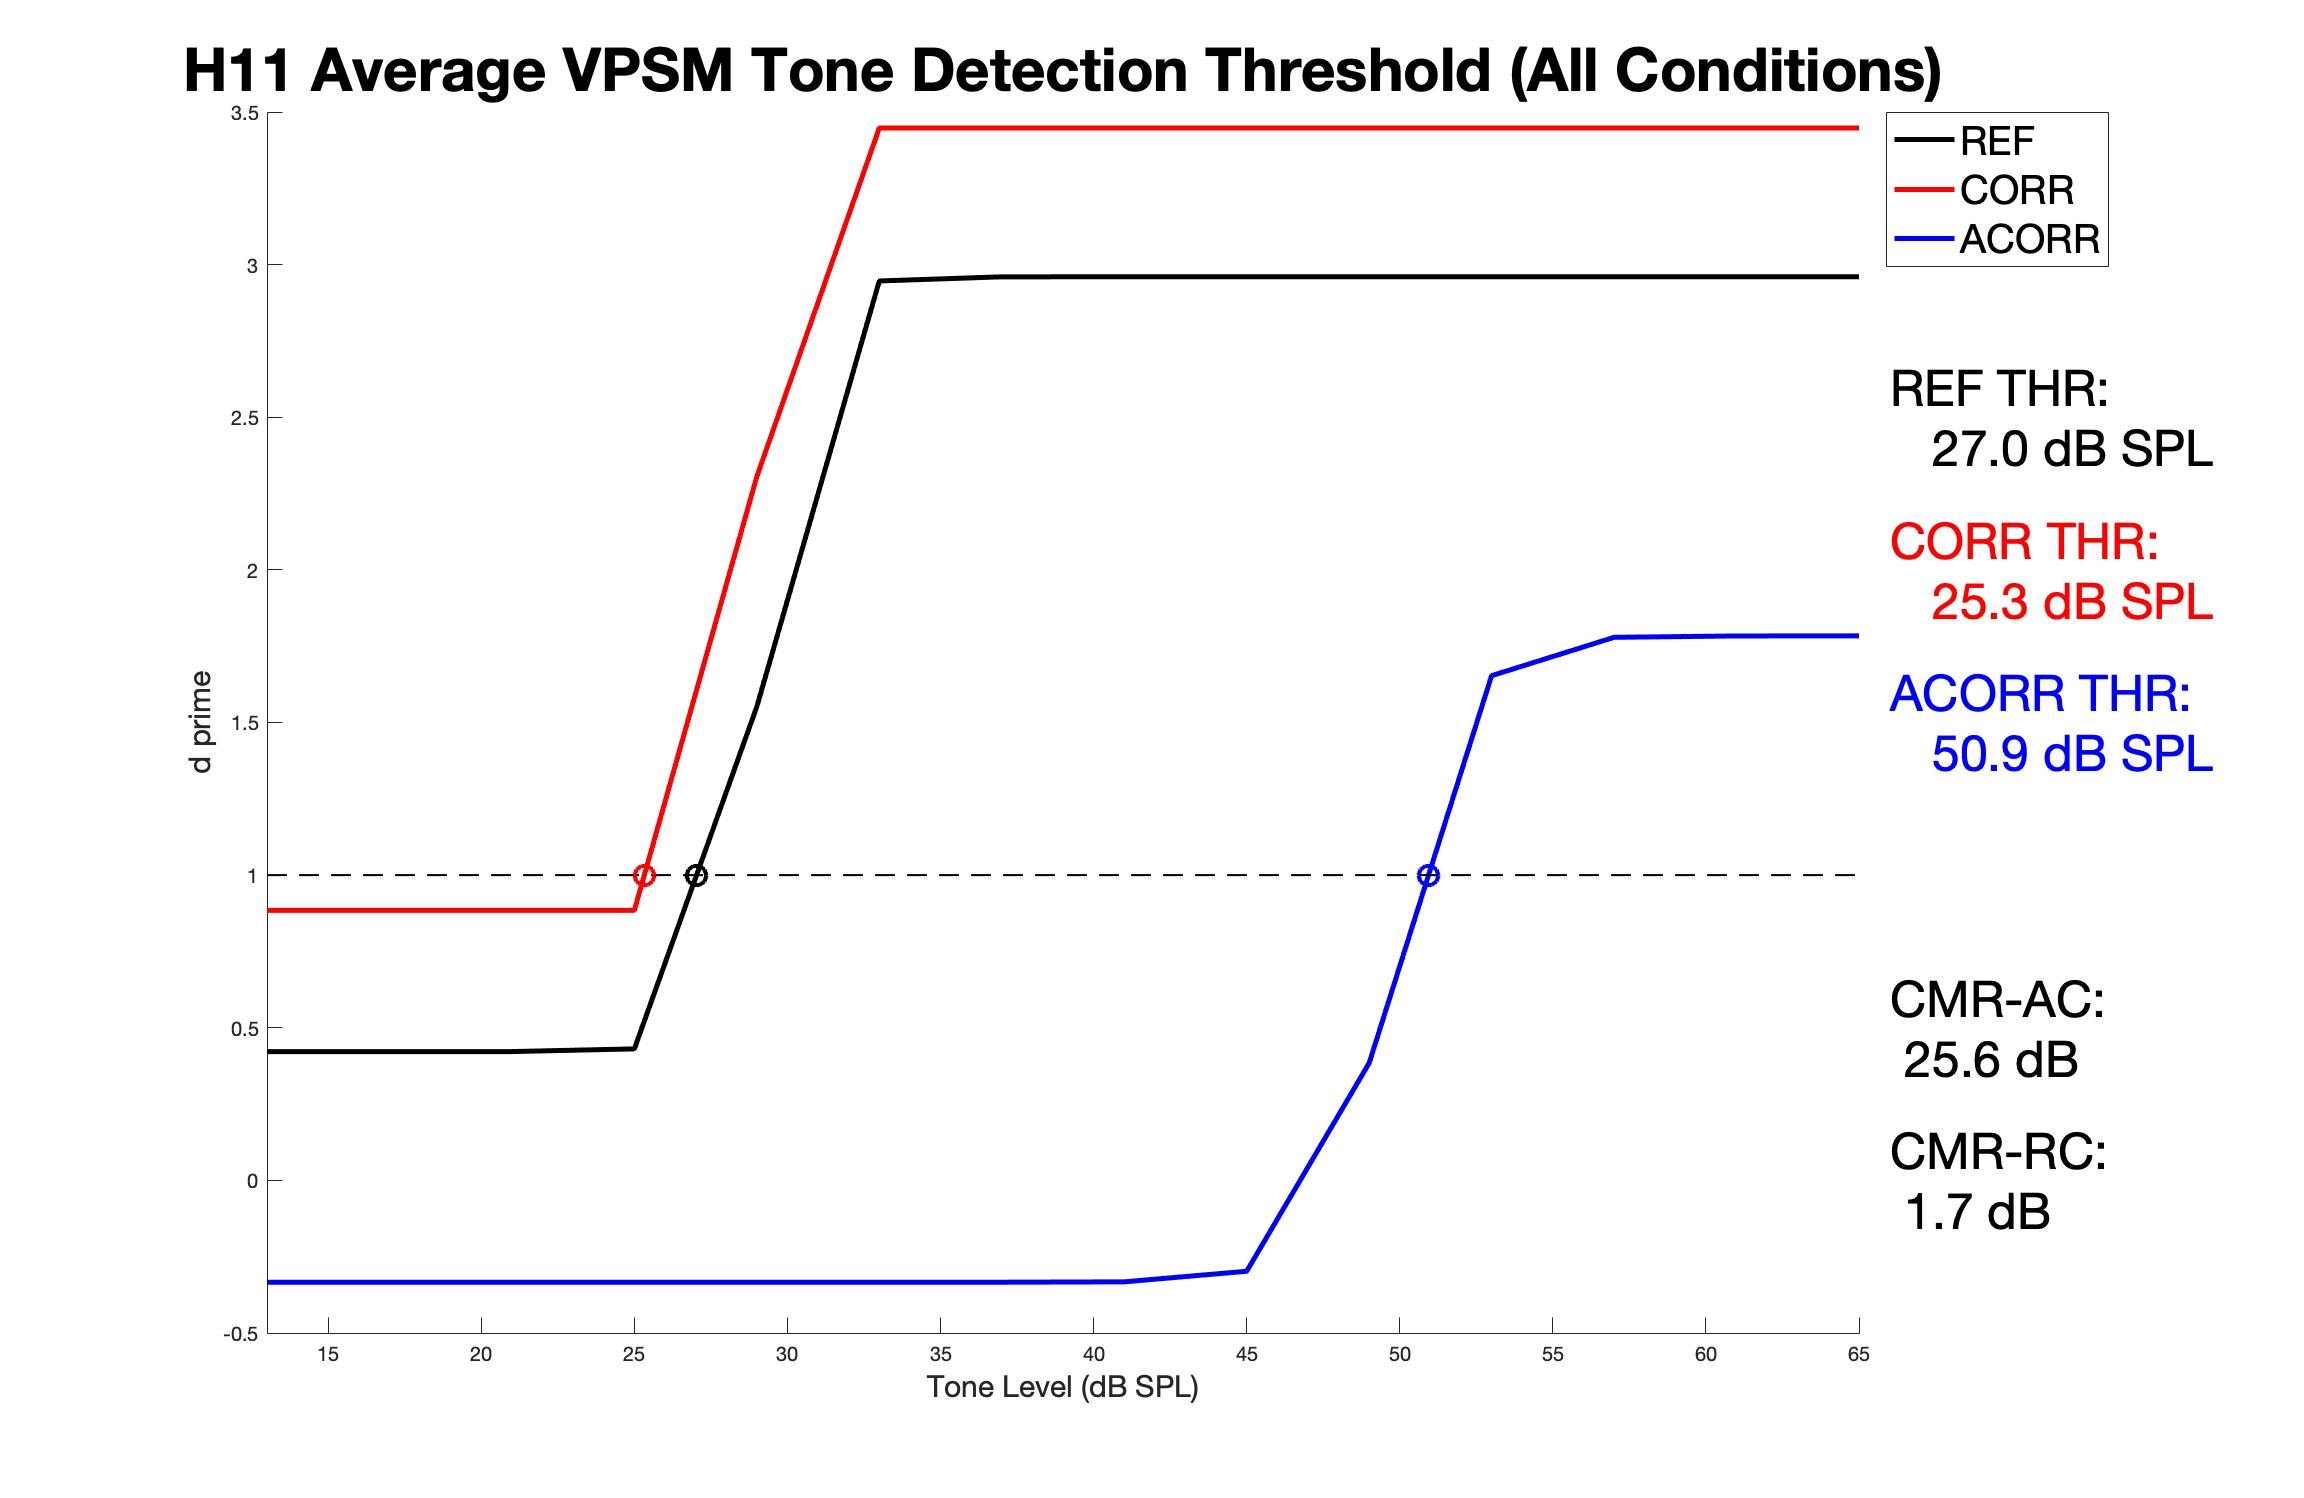 H11 Average VPSM Tone Detection Threshold (All Conditions)
3.5
3
2.5
2
1.5
1
0.5
0
-0.5
d prime
15 20 25 30 35 40 45 50 55 60 65
Tone Level (dB SPL)
REF
CORR
ACORR
REF THR:
27.0 dB SPL
CORR THR:
25.3 dB SPL
ACORR THR:
50.9 dB SPL
CMR-AC:
25.6 dB
CMR-RC:
1.7 dB